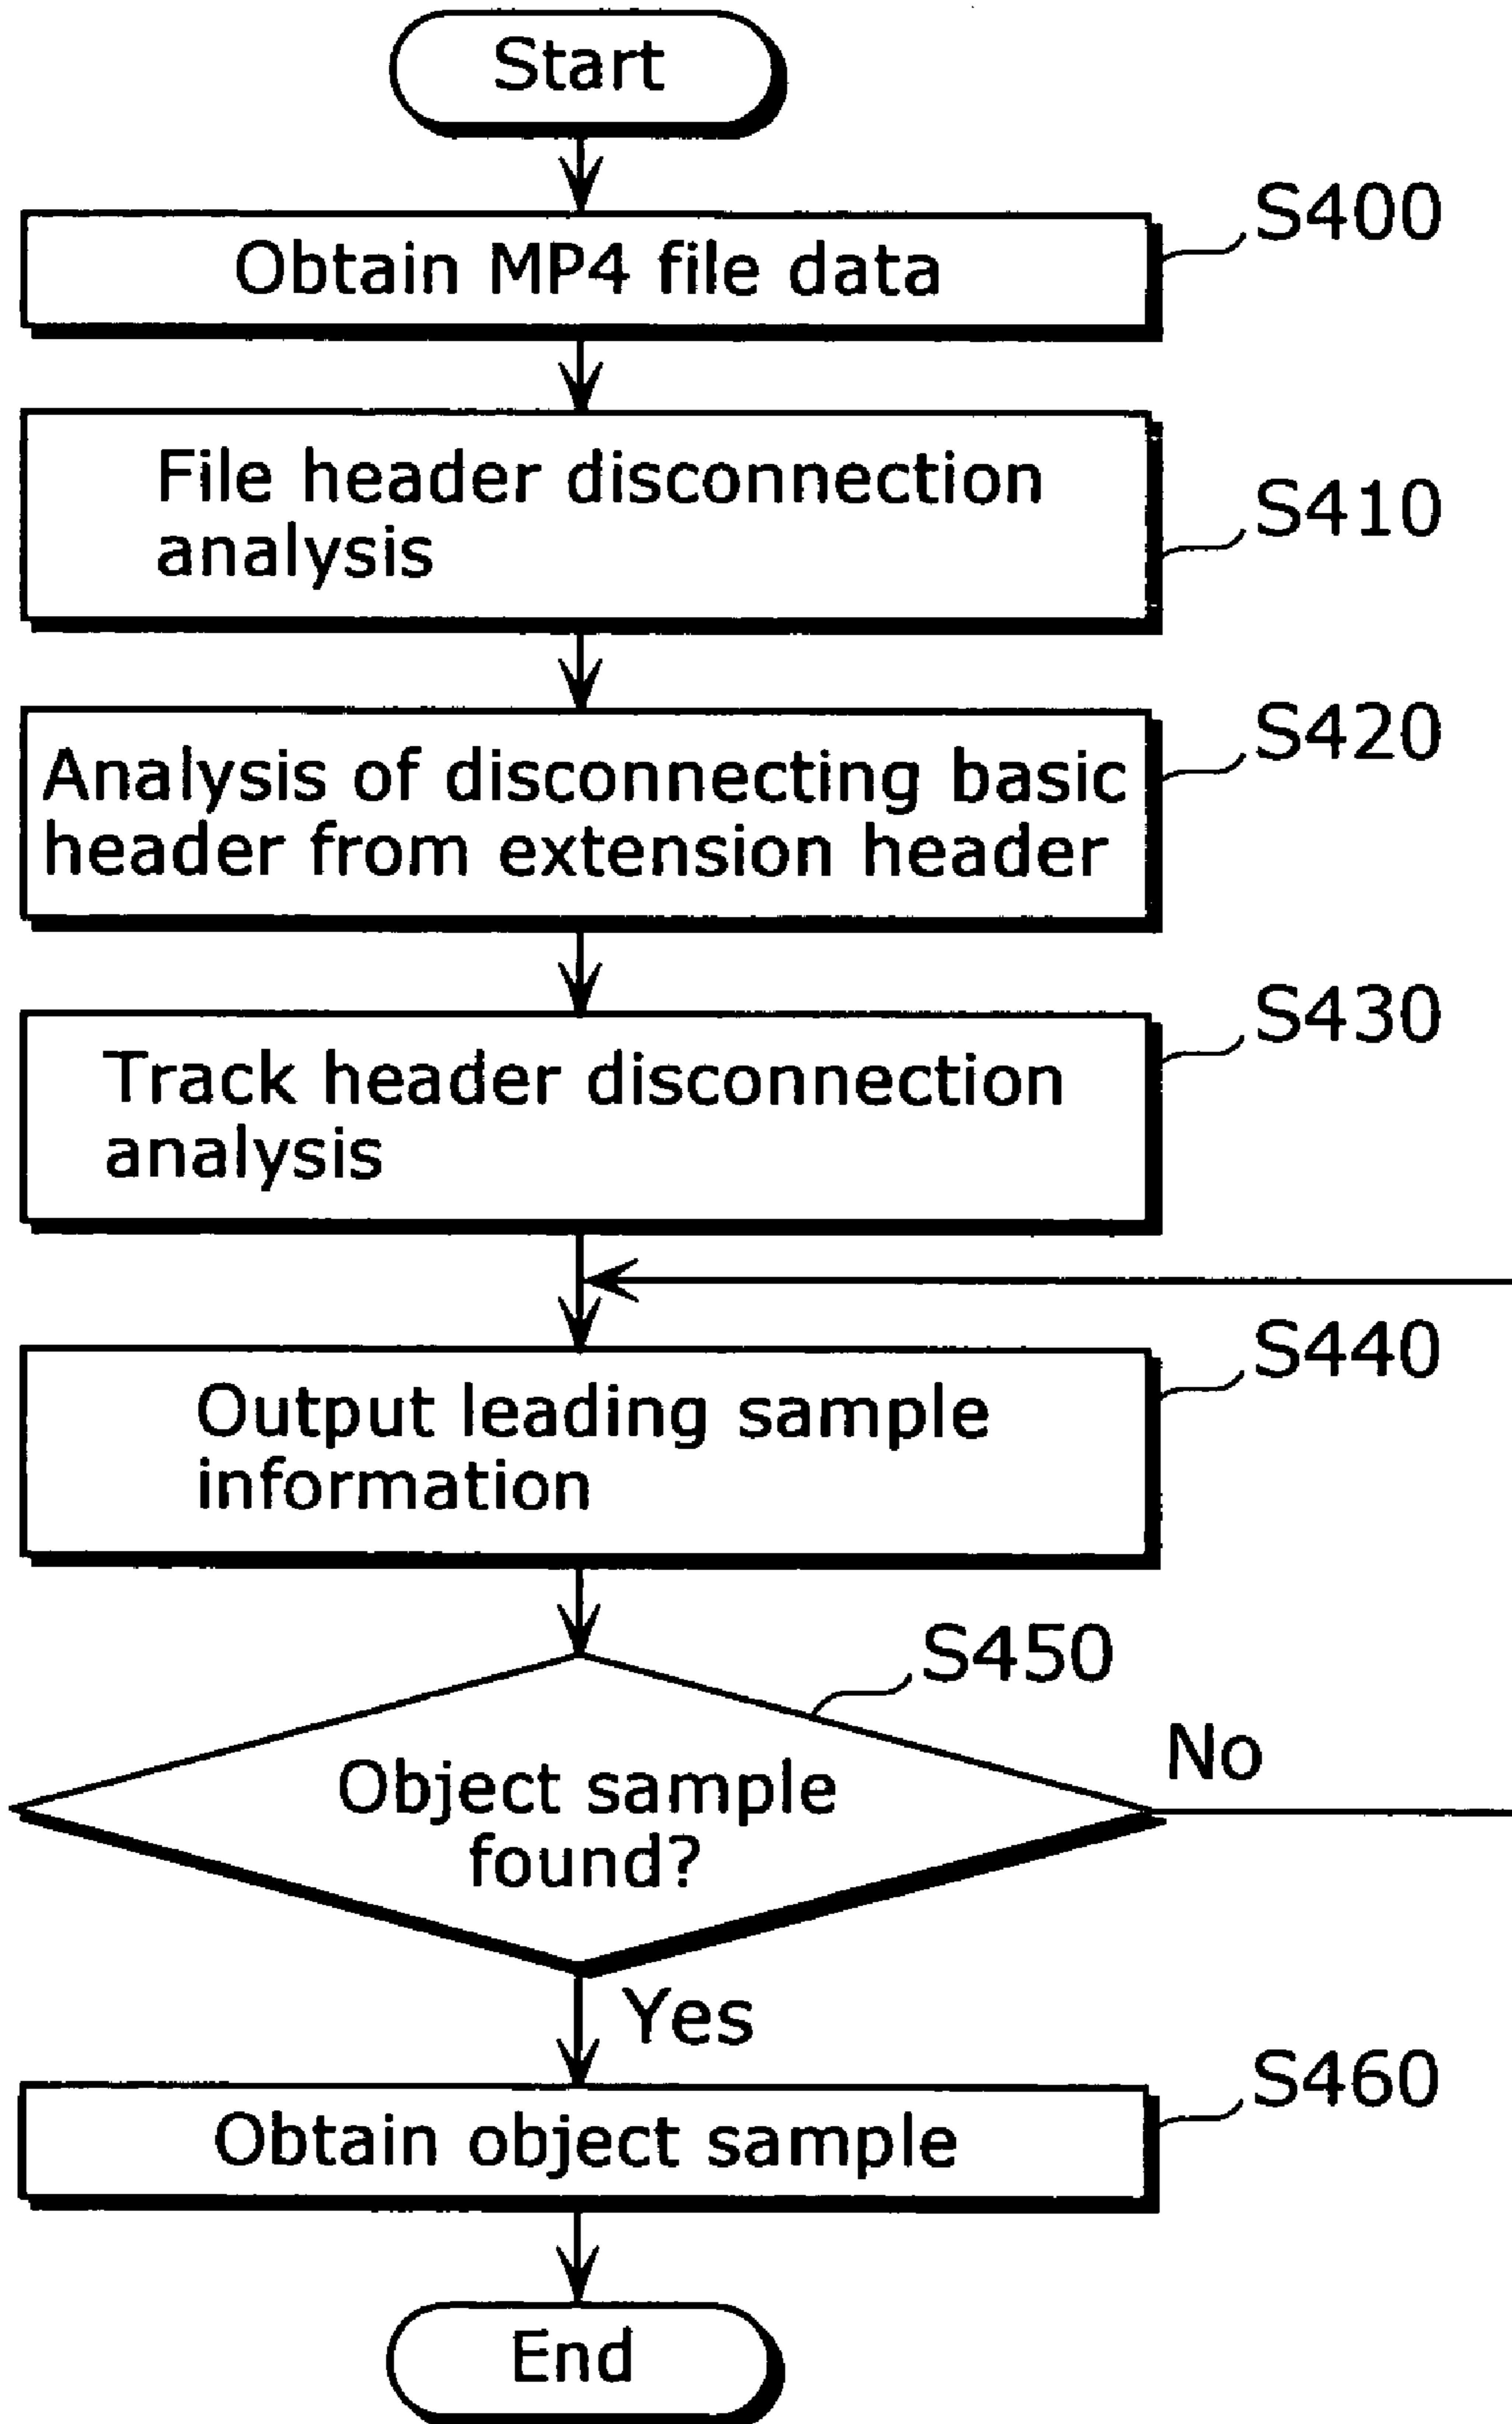 Start
S400
Obtain MP4 file data
File header disconnection
analysis
S410
S420
Analysis of disconnecting basic
header from extension header
S430
Track header disconnection
analysis
S440
Output leading sample
information
S450
No
Object sample
found?
Yes
S460
Obtain object sample
End